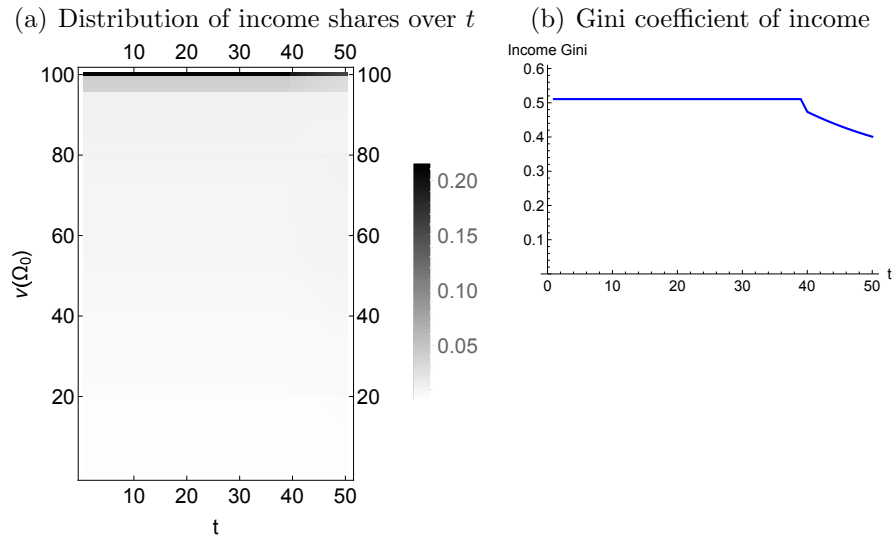 (a) Distribution of income shares over t
(b) Gini coefficient of income
10 20 30 40 50
100
80
60
40
20
100
80
60
40
20
ν(Ω₀)
10 20 30 40 50
t
0.20
0.15
0.10
0.05
Income Gini
0.6
0.5
0.4
0.3
0.2
0.1
0 10 20 30 40 50
t